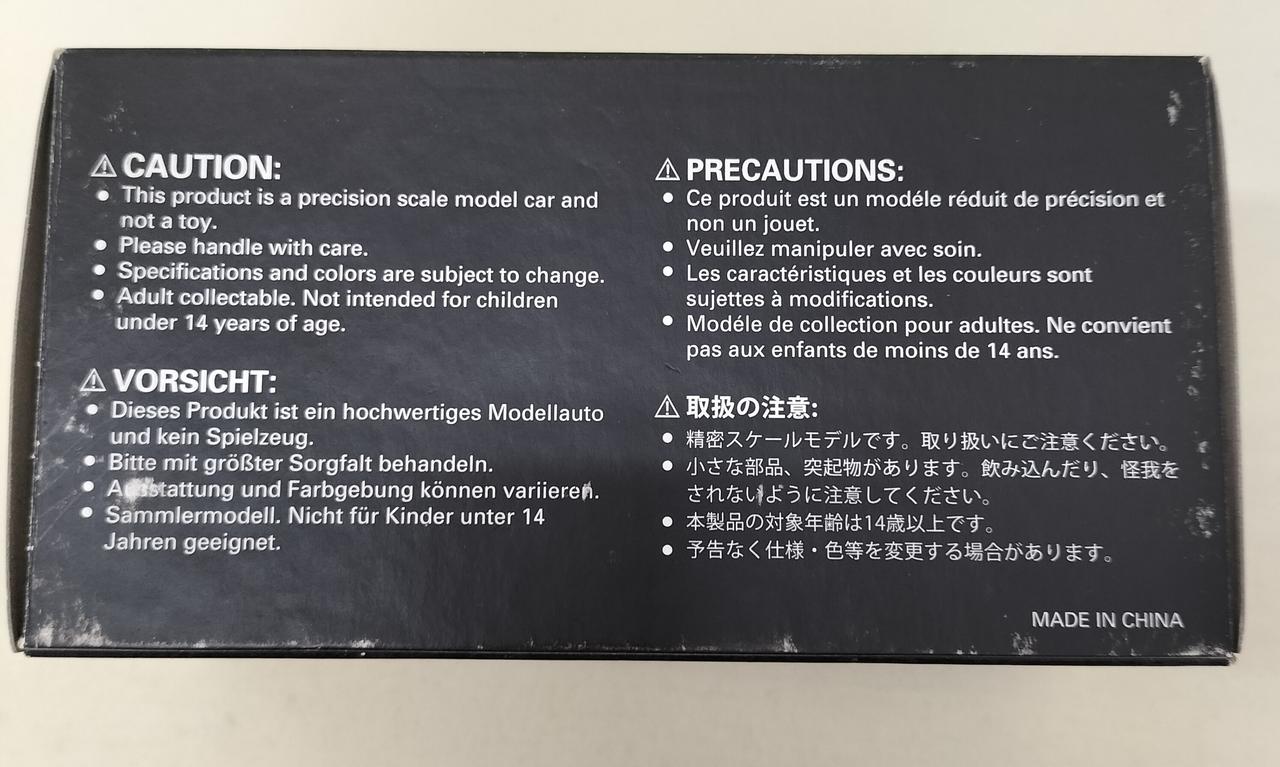 ⚠ CAUTION:
● This product is a precision scale model car and
not a toy.
● Please handle with care.
● Specifications and colors are subject to change.
● Adult collectable. Not intended for children
under 14 years of age.
⚠ VORSICHT:
● Dieses Produkt ist ein hochwertiges Modellauto
und kein Spielzeug.
● Bitte mit größter Sorgfalt behandeln.
● Ausstattung und Farbgebung können variieren.
● Sammlermodell. Nicht für Kinder unter 14
Jahren geeignet.
⚠ PRECAUTIONS:
● Ce produit est un modéle réduit de précision et
non un jouet.
● Veuillez manipuler avec soin.
● Les caractéristiques et les couleurs sont
sujettes à modifications.
● Modéle de collection pour adultes. Ne convient
pas aux enfants de moins de 14 ans.
⚠ 取扱の注意:
● 精密スケールモデルです。取り扱いにご注意ください。
● 小さな部品、突起物があります。飲み込んだり、怪我を
されないように注意してください。
● 本製品の対象年齢は14歳以上です。
● 予告なく仕様・色等を変更する場合があります。
MADE IN CHINA